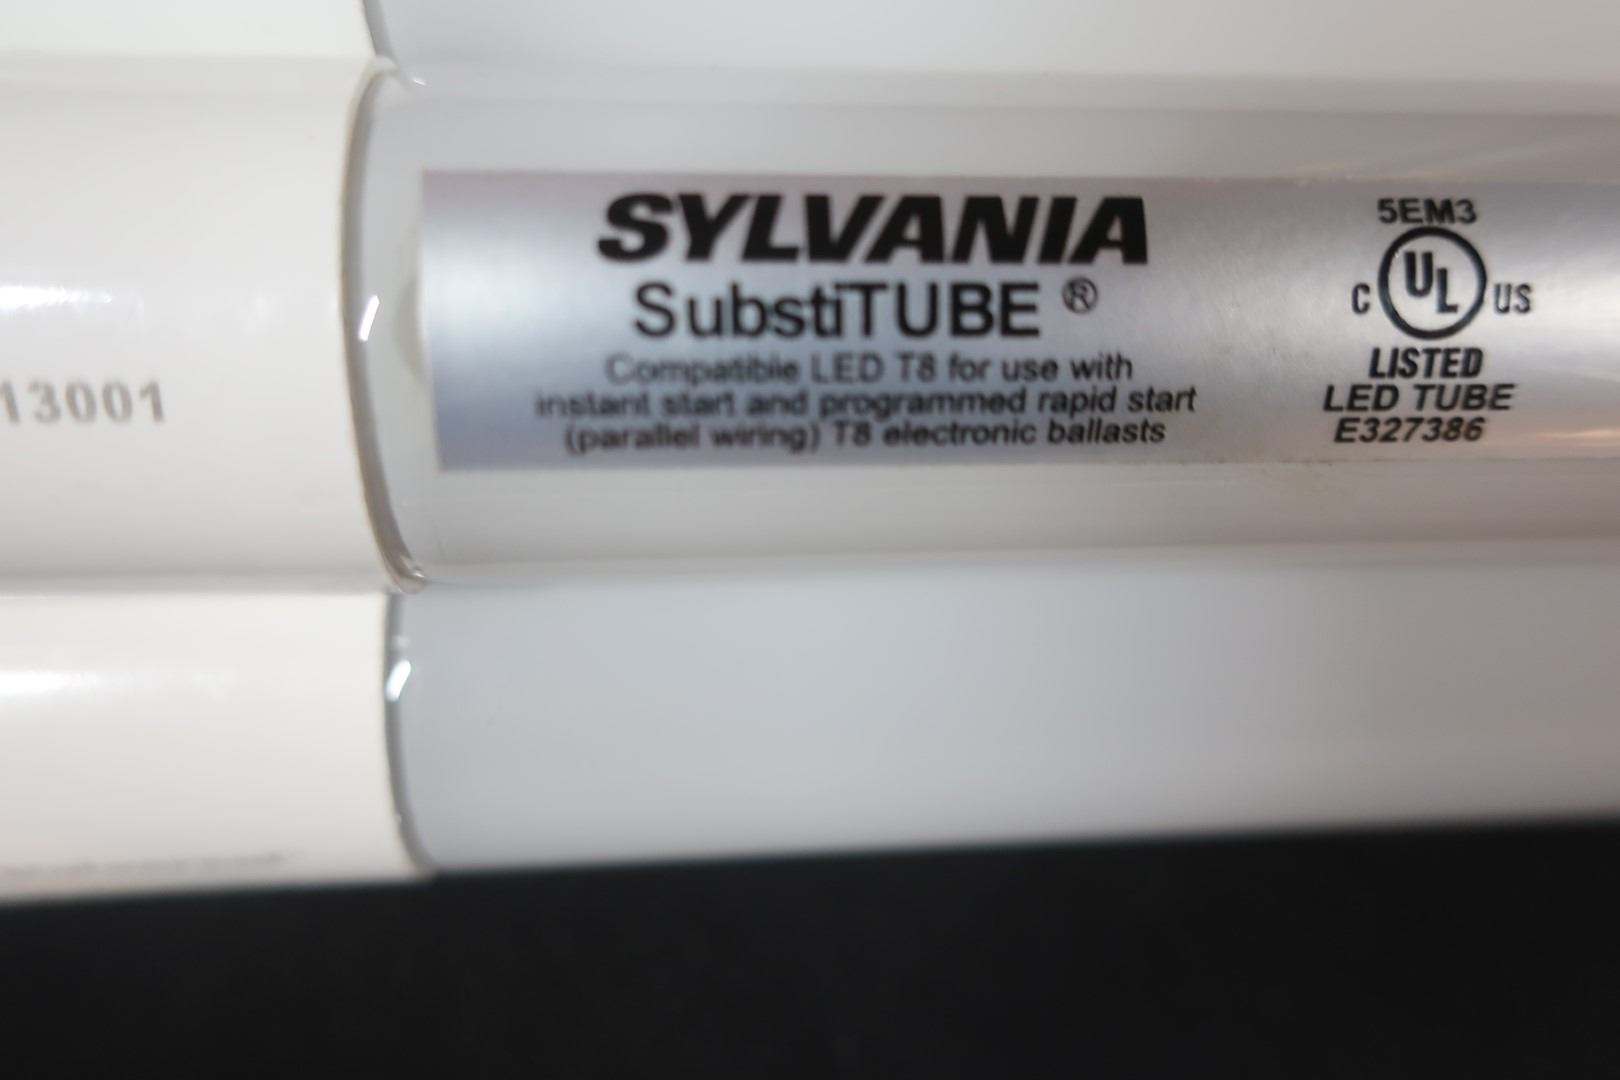 SYLVANIA
SubstiTUBE ®
Compatible LED T8 for use with
instant start and programmed rapid start
(parallel wiring) T8 electronic ballasts
5EM3
C UL US
LISTED
LED TUBE
E327386
13001